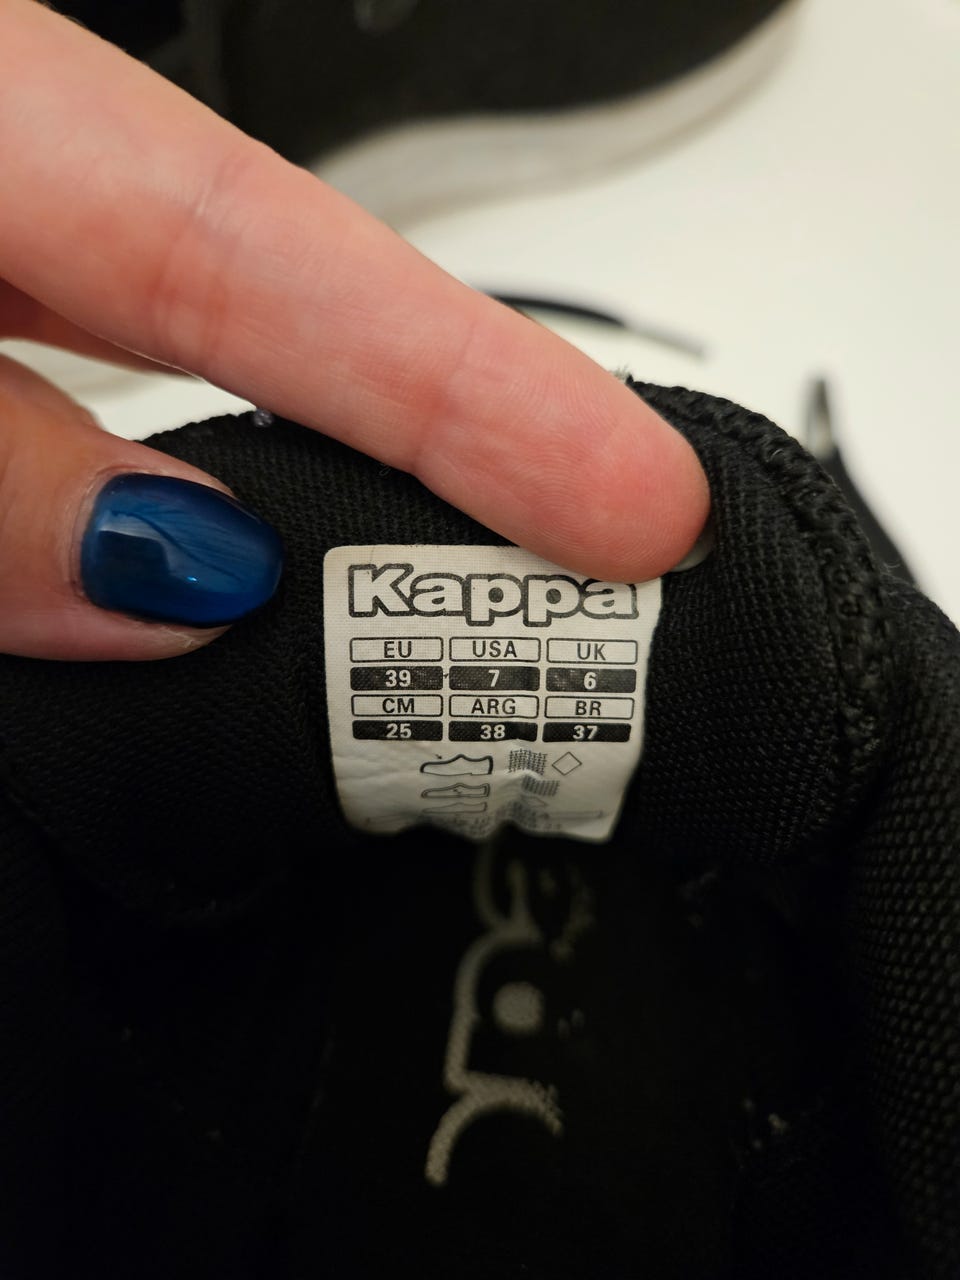 Kappa
EU USA UK
39 7 6
CM ARG BR
25 38 37